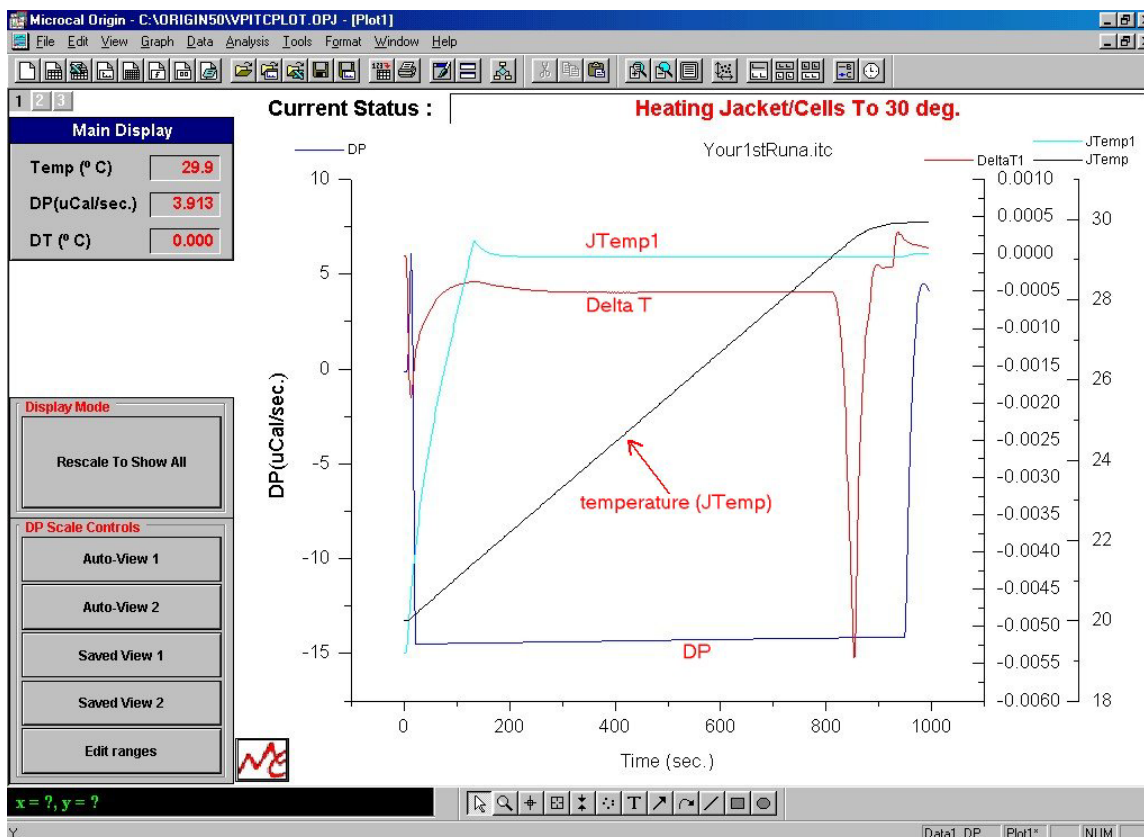 Microcal Origin - C:\ORIGIN50\VPITCPLOT.OPJ - [Plot1]
File Edit View Graph Data Analysis Tools Format Window Help
1 2 3
Current Status : Heating Jacket/Cells To 30 deg.
Main Display
Temp (º C) 29.9
DP(uCal/sec.) 3.913
DT (º C) 0.000
Display Mode
Rescale To Show All
DP Scale Controls
Auto-View 1
Auto-View 2
Saved View 1
Saved View 2
Edit ranges
DP
Your1stRuna.itc
JTemp1
DeltaT1
JTemp
10
5
0
-5
-10
-15
DP(uCal/sec.)
JTemp1
Delta T
temperature (JTemp)
DP
0.0010
0.0005
0.0000
-0.0005
-0.0010
-0.0015
-0.0020
-0.0025
-0.0030
-0.0035
-0.0040
-0.0045
-0.0050
-0.0055
-0.0060
30
28
26
24
22
20
18
0 200 400 600 800 1000
Time (sec.)
x = ?, y = ?
T
Y Data1_DP Plot1* NUM